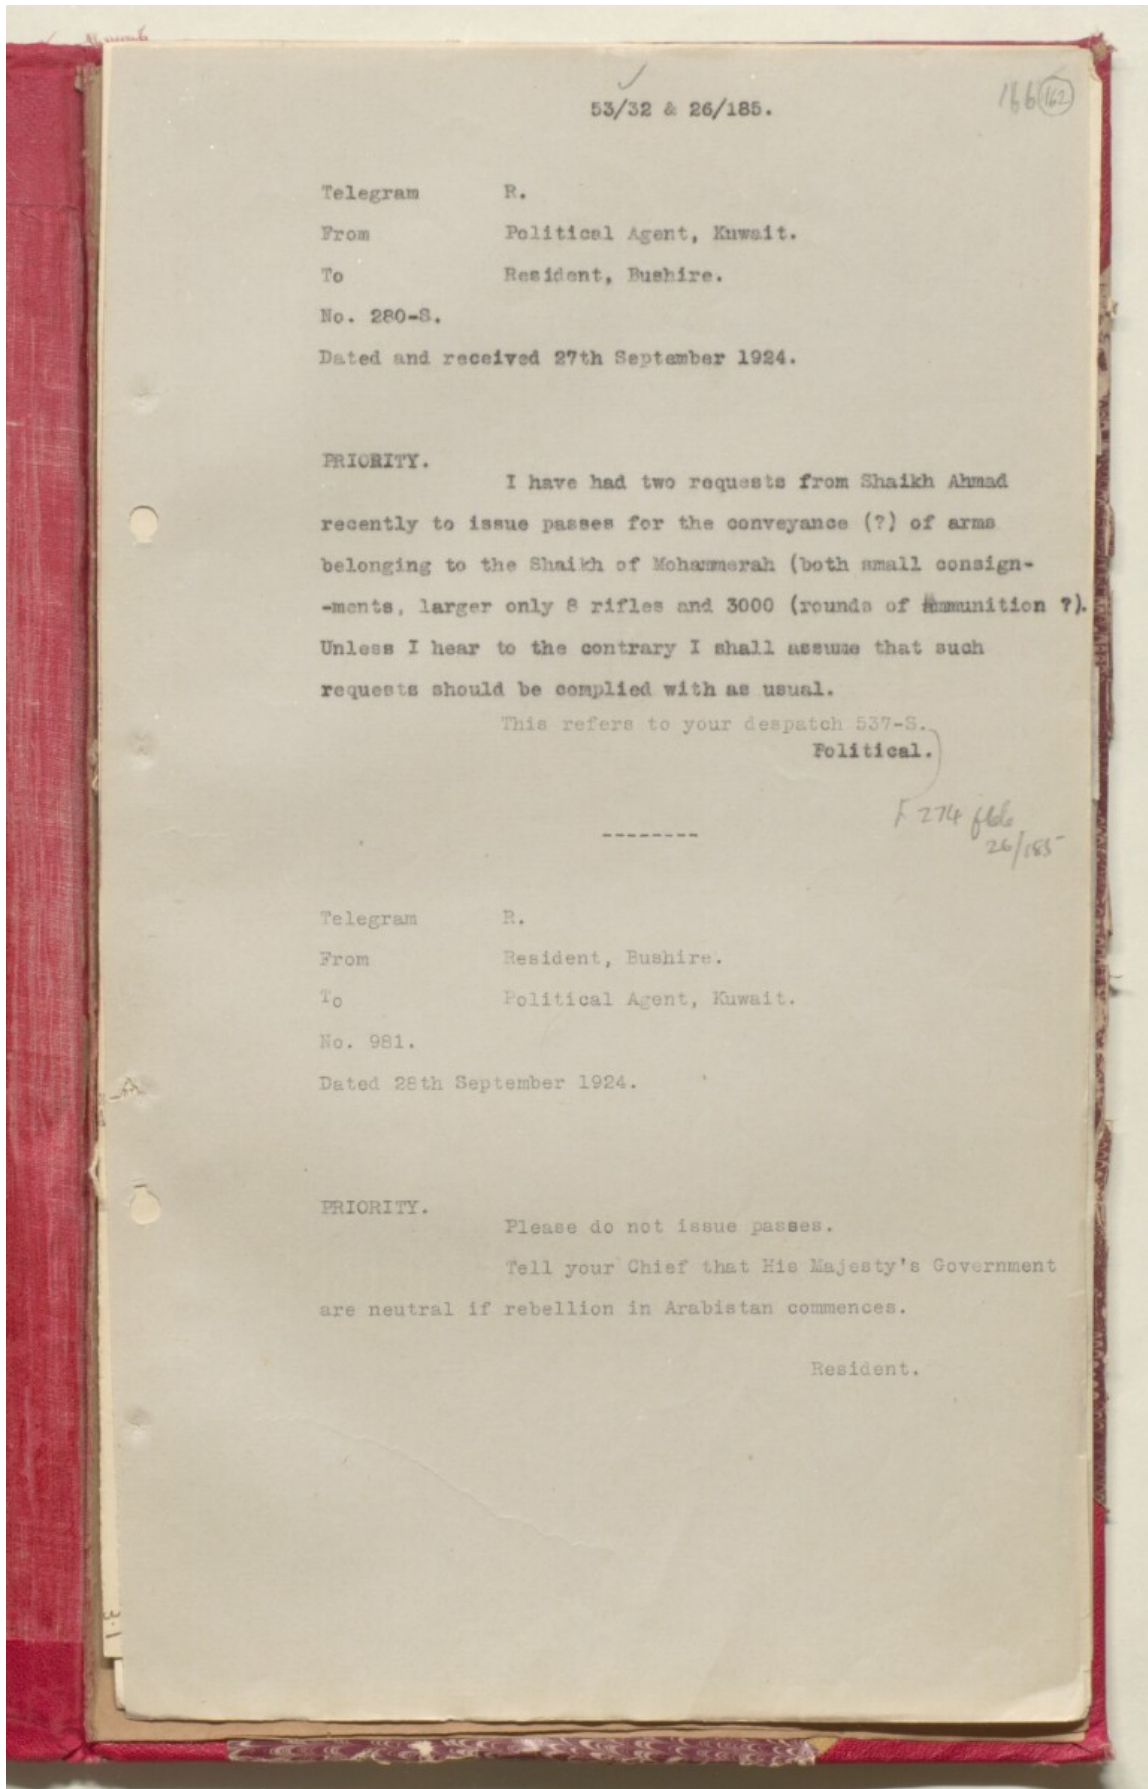 53/32 & 26/185.
166 162
Telegram R.
From Political Agent, Kuwait.
To Resident, Bushire.
No. 280-S.
Dated and received 27th September 1924.
PRIORITY.
I have had two requests from Shaikh Ahmad
recently to issue passes for the conveyance (?) of arms
belonging to the Shaikh of Mohammerah (both small consign-
-ments, larger only 8 rifles and 3000 (rounds of ammunition ?).
Unless I hear to the contrary I shall assume that such
requests should be complied with as usual.
This refers to your despatch 537-S.
Political.
F 274
26/185
--------
Telegram R.
From Resident, Bushire.
To Political Agent, Kuwait.
No. 981.
Dated 28th September 1924.
PRIORITY.
Please do not issue passes.
Tell your Chief that His Majesty's Government
are neutral if rebellion in Arabistan commences.
Resident.
3.1